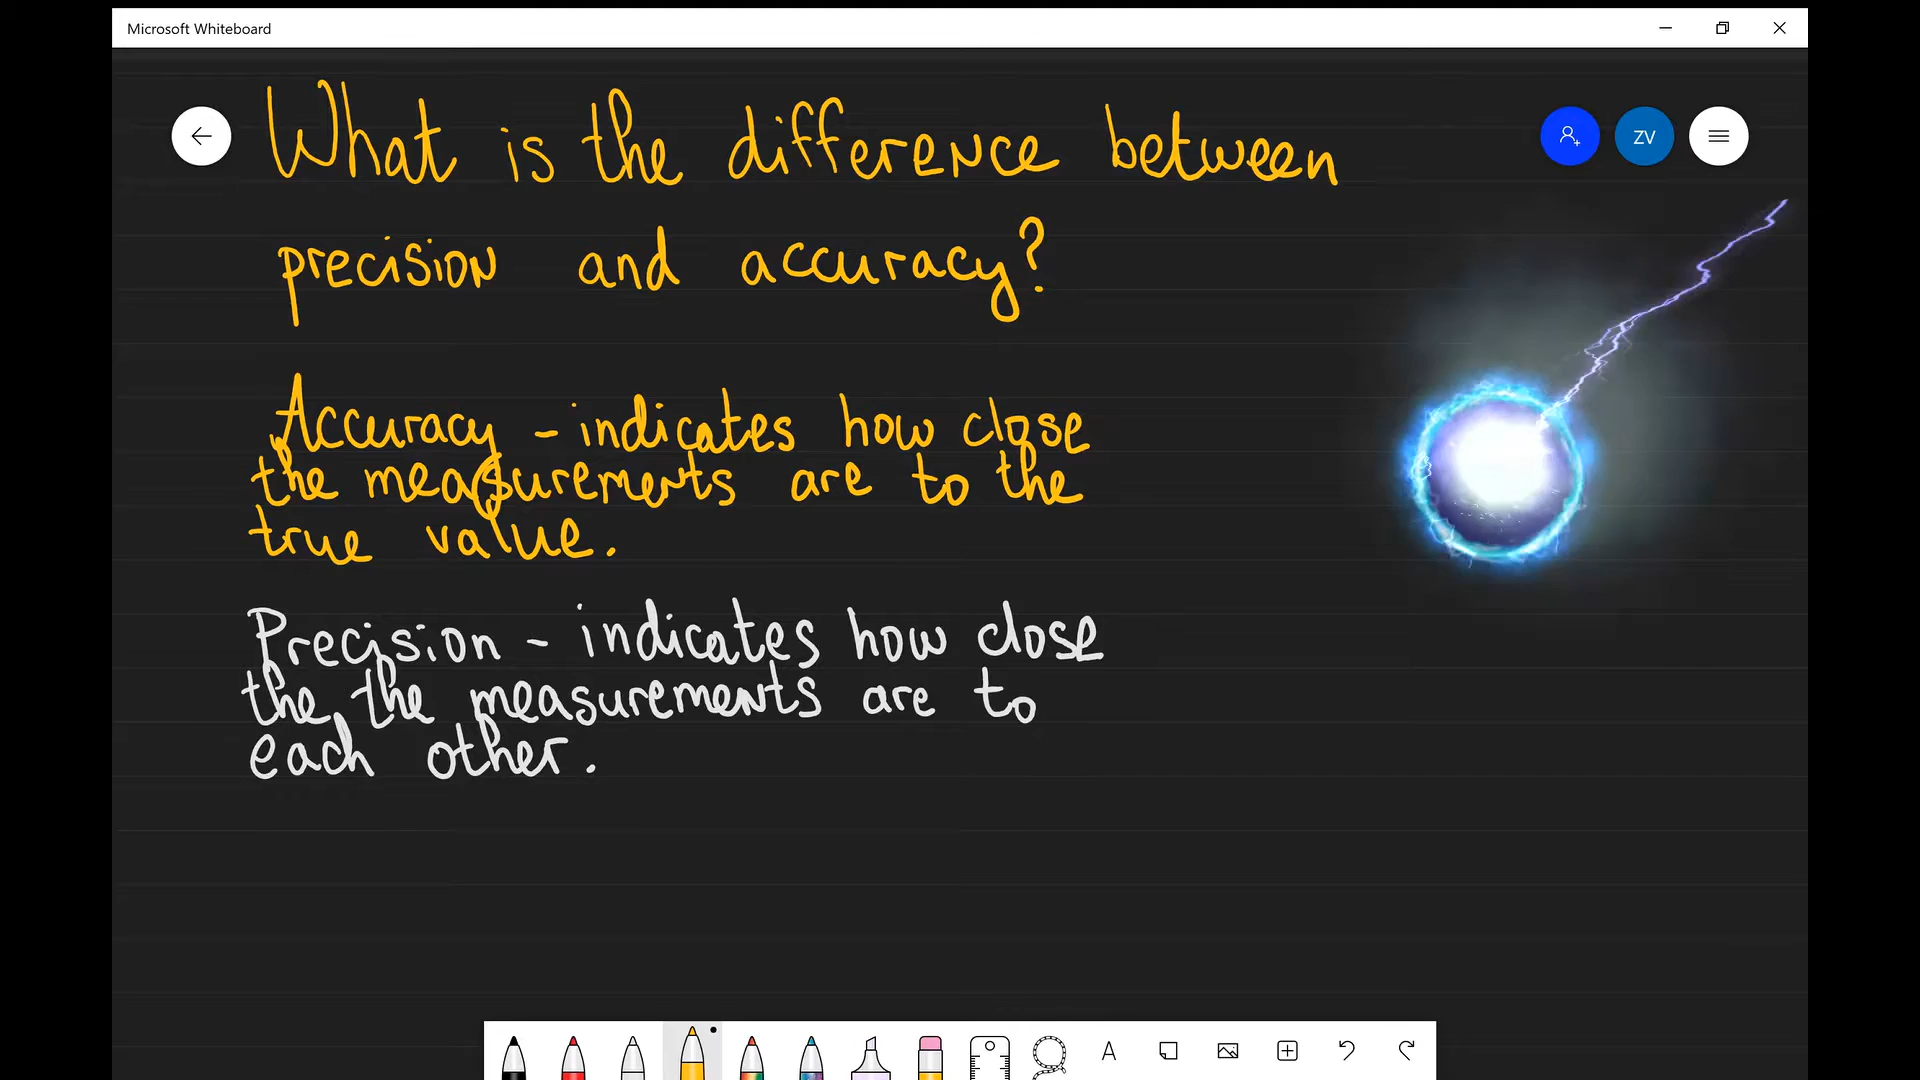 Microsoft Whiteboard
What is the difference between
ZV
precision and accuracy?
Accuracy - indicates how close
the measurements are to the
true value.
Precision - indicates how close
the the measurements are to
each other.
A